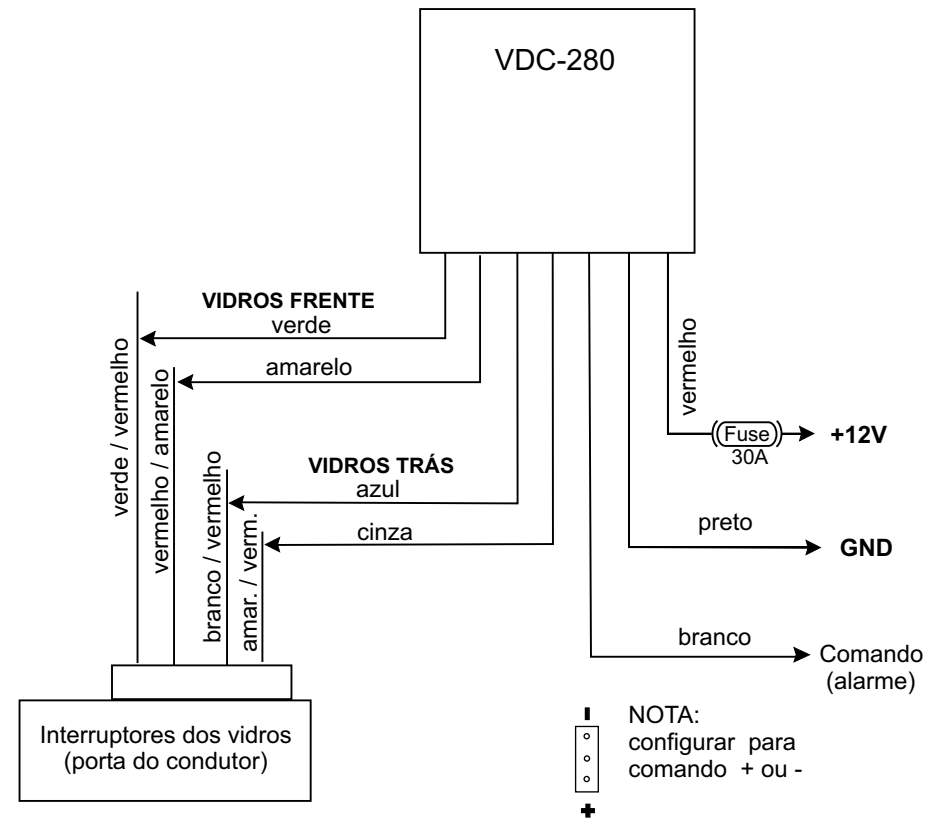 VDC-280
VIDROS FRENTE
verde
amarelo
verde / vermelho
vermelho / amarelo
VIDROS TRÁS
azul
cinza
branco / vermelho
amar. / verm.
vermelho
Fuse
30A
+12V
preto
GND
branco
Comando
(alarme)
Interruptores dos vidros
(porta do condutor)
-
+
NOTA:
configurar para
comando + ou -